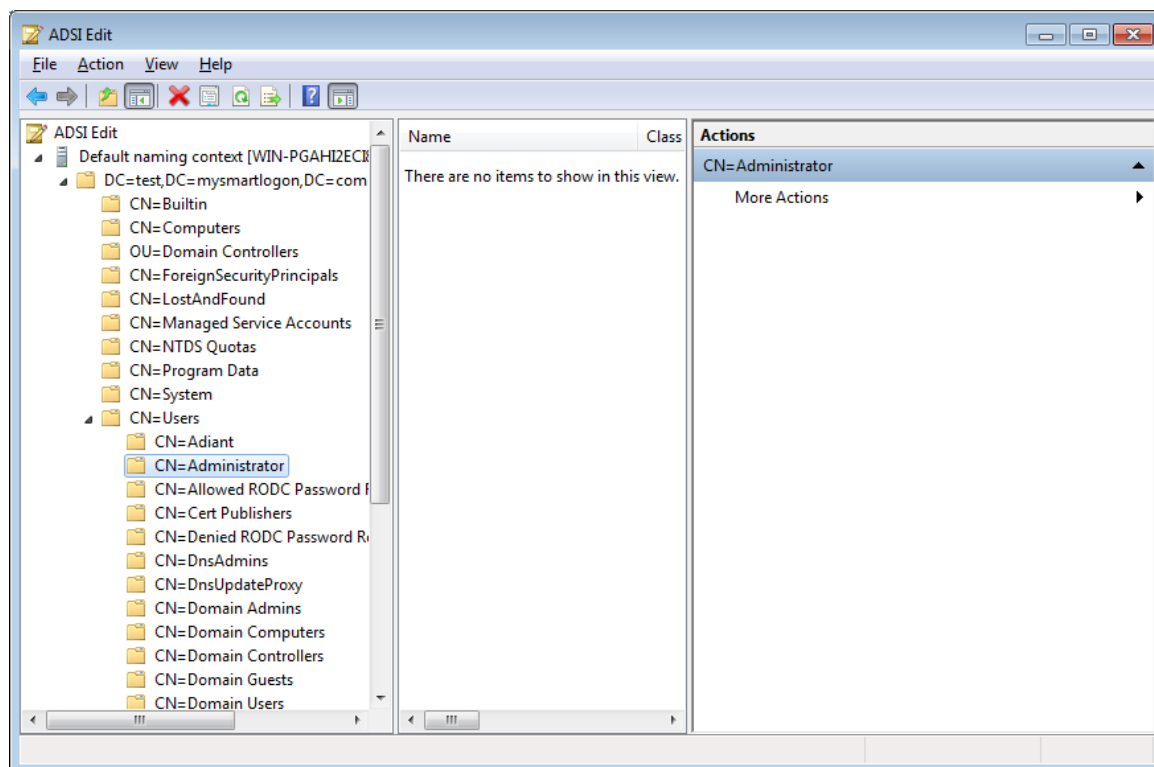 ADSI Edit
File Action View Help
ADSI Edit
Default naming context [WIN-PGAHI2ECI8
DC=test,DC=mysmartlogon,DC=com
CN=Builtin
CN=Computers
OU=Domain Controllers
CN=ForeignSecurityPrincipals
CN=LostAndFound
CN=Managed Service Accounts
CN=NTDS Quotas
CN=Program Data
CN=System
CN=Users
CN=Adiant
CN=Administrator
CN=Allowed RODC Password
CN=Cert Publishers
CN=Denied RODC Password
CN=DnsAdmins
CN=DnsUpdateProxy
CN=Domain Admins
CN=Domain Computers
CN=Domain Controllers
CN=Domain Guests
CN=Domain Users
Name Class
There are no items to show in this view.
Actions
CN=Administrator
More Actions